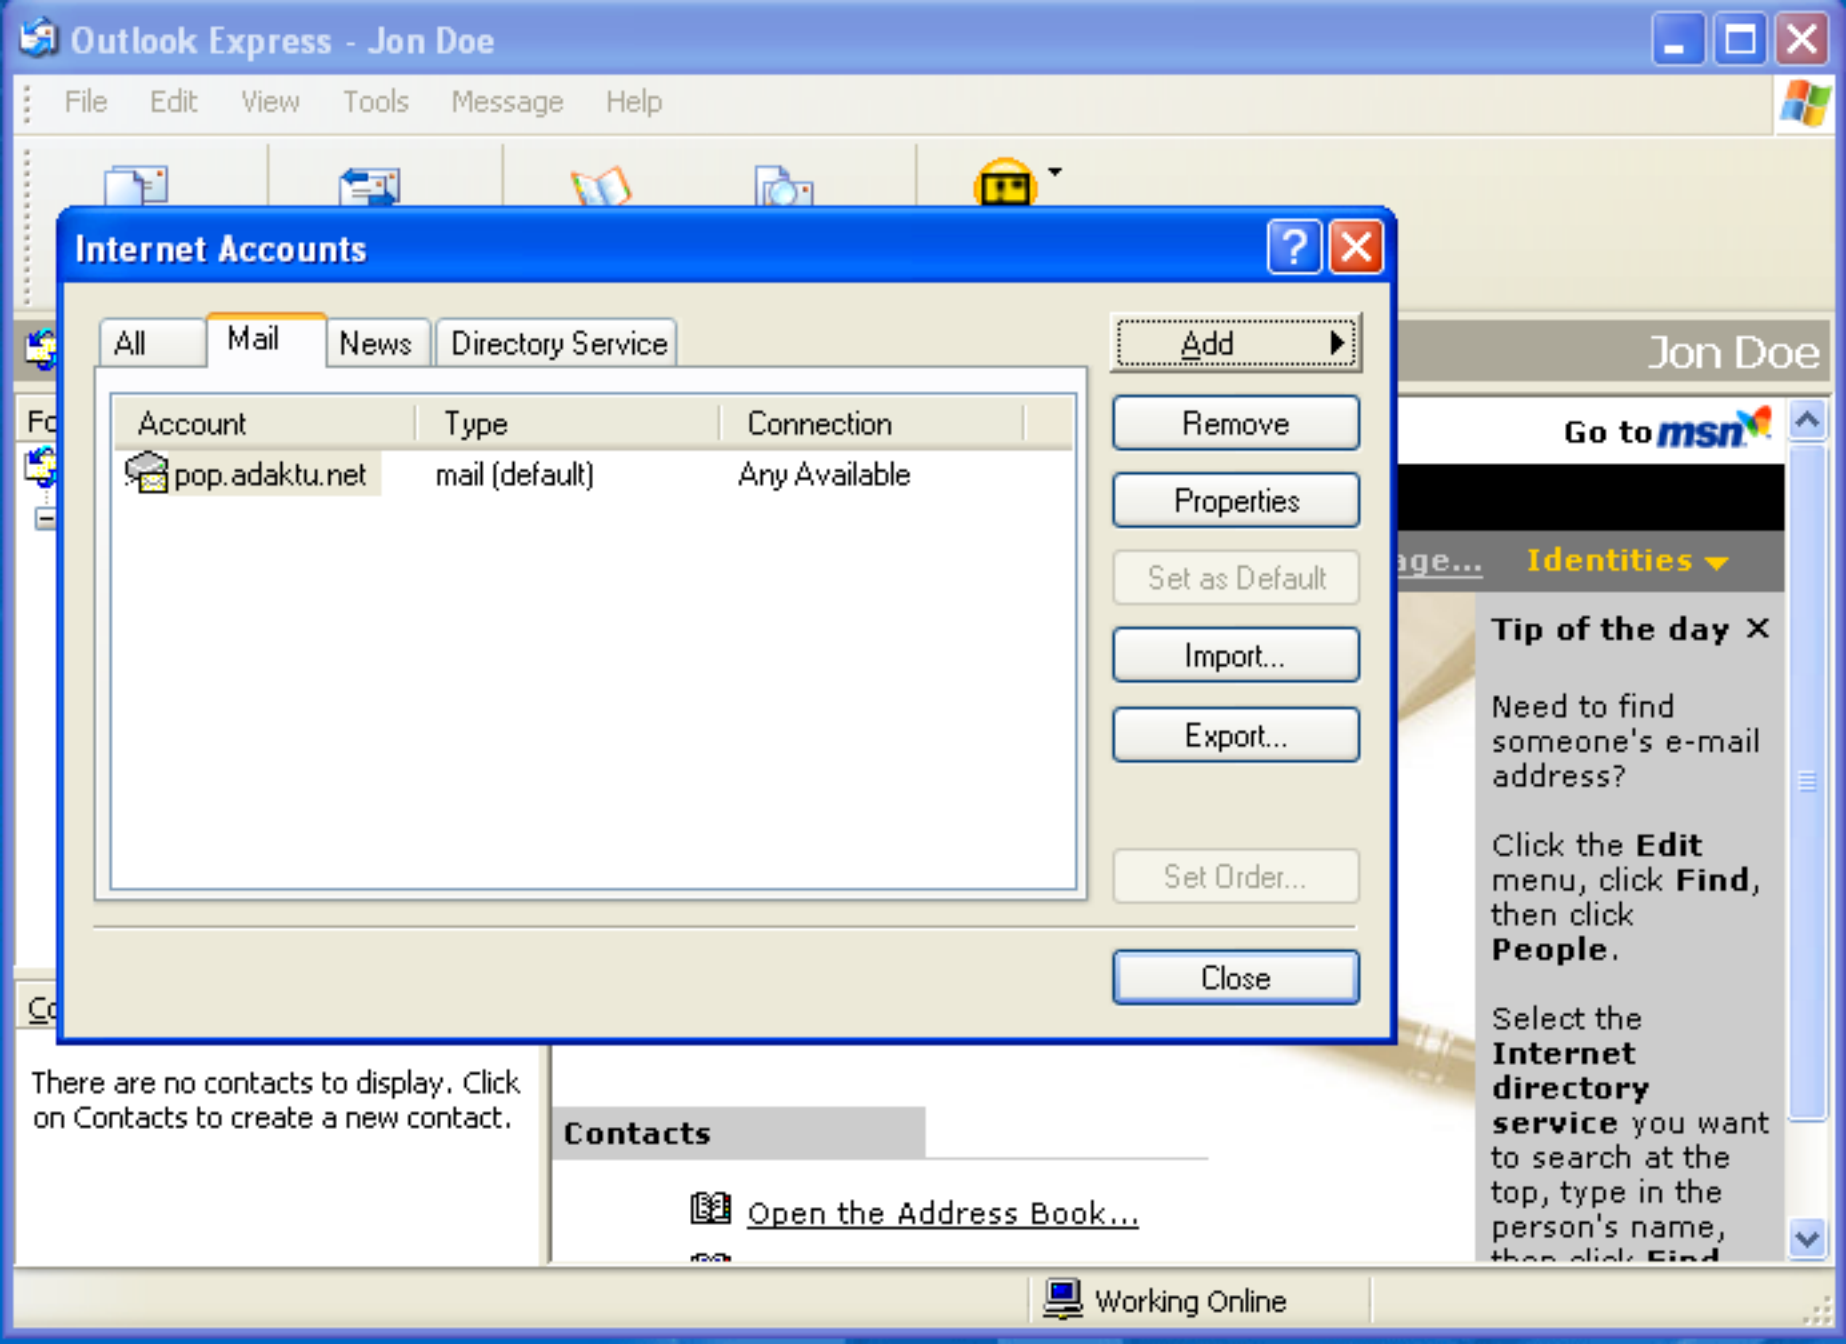 Outlook Express - Jon Doe
File Edit View Tools Message Help
Internet Accounts
All Mail News Directory Service
Add
Jon Doe
Account Type Connection
Remove
Go to msn
pop.adaktu.net mail (default) Any Available
Properties
Set as Default
Identities
Import...
Export...
Set Order...
Close
Tip of the day
Need to find
someone's e-mail
address?
Click the Edit
menu, click Find,
then click
People.
Select the
Internet
directory
service you want
to search at the
top, type in the
person's name,
then click Find
There are no contacts to display. Click
on Contacts to create a new contact.
Contacts
Open the Address Book...
Working Online